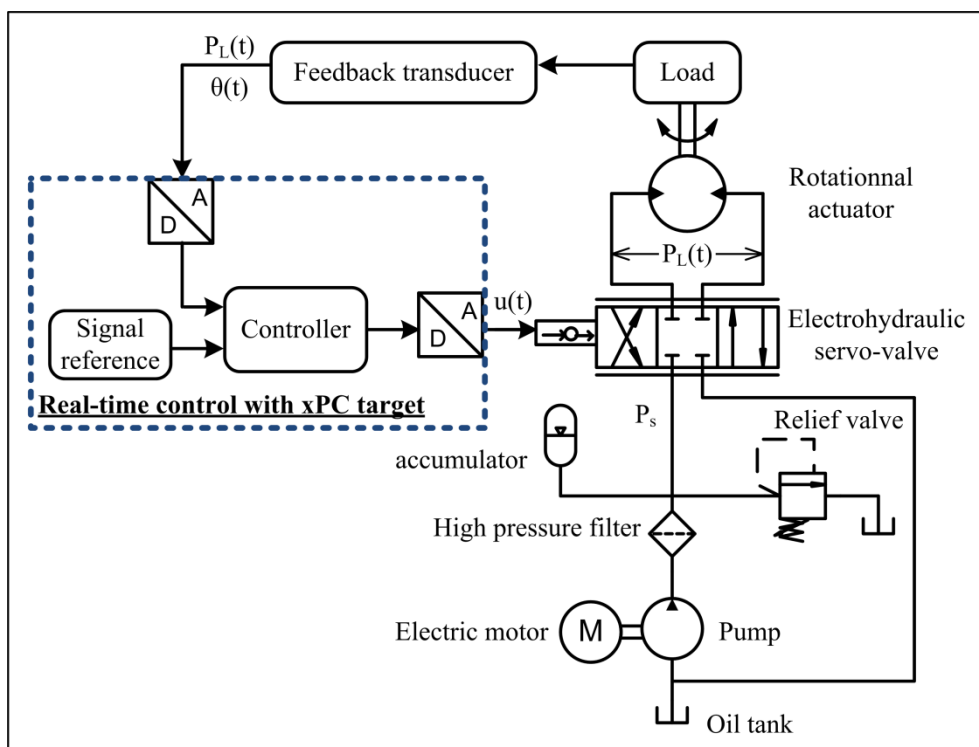 P_L(t)
θ(t)
Feedback transducer
Load
Rotationnal
actuator
A
D
P_L(t)
Signal
reference
Controller
A
D
u(t)
Electrohydraulic
servo-valve
Real-time control with xPC target
P_s
Relief valve
accumulator
High pressure filter
Electric motor
M
Pump
Oil tank